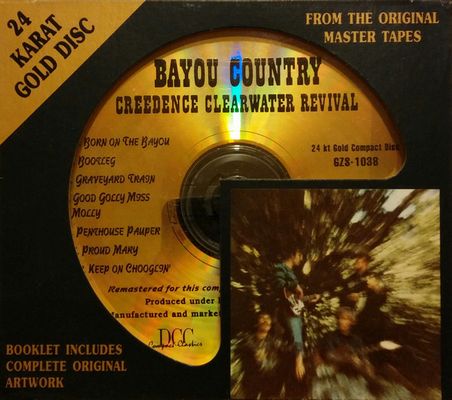 24
KARAT
GOLD DISC
FROM THE ORIGINAL
MASTER TAPES
BAYOU COUNTRY
CREEDENCE CLEARWATER REVIVAL
24 kt Gold Compact Disc
GZS-1038
BORN ON THE BAYOU
BOOTLEG
GRAVEYARD TRAIN
GOOD GOLLY MISS
MOLLY
PENTHOUSE PAUPER
PROUD MARY
KEEP ON CHOOGLIN'
Remastered for this comp
Produced under
Manufactured and market
DCC
Compact Classics
BOOKLET INCLUDES
COMPLETE ORIGINAL
ARTWORK